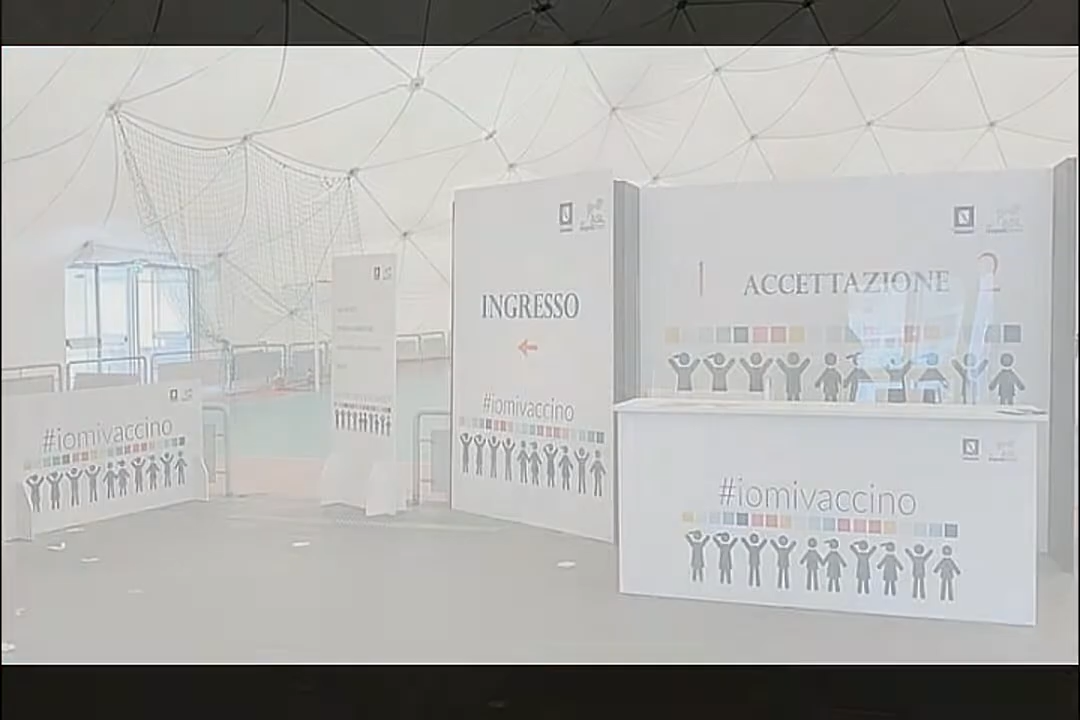 INGRESSO
#iomivaccino
1
ACCETTAZIONE
2
#iomivaccino
#iomivaccino